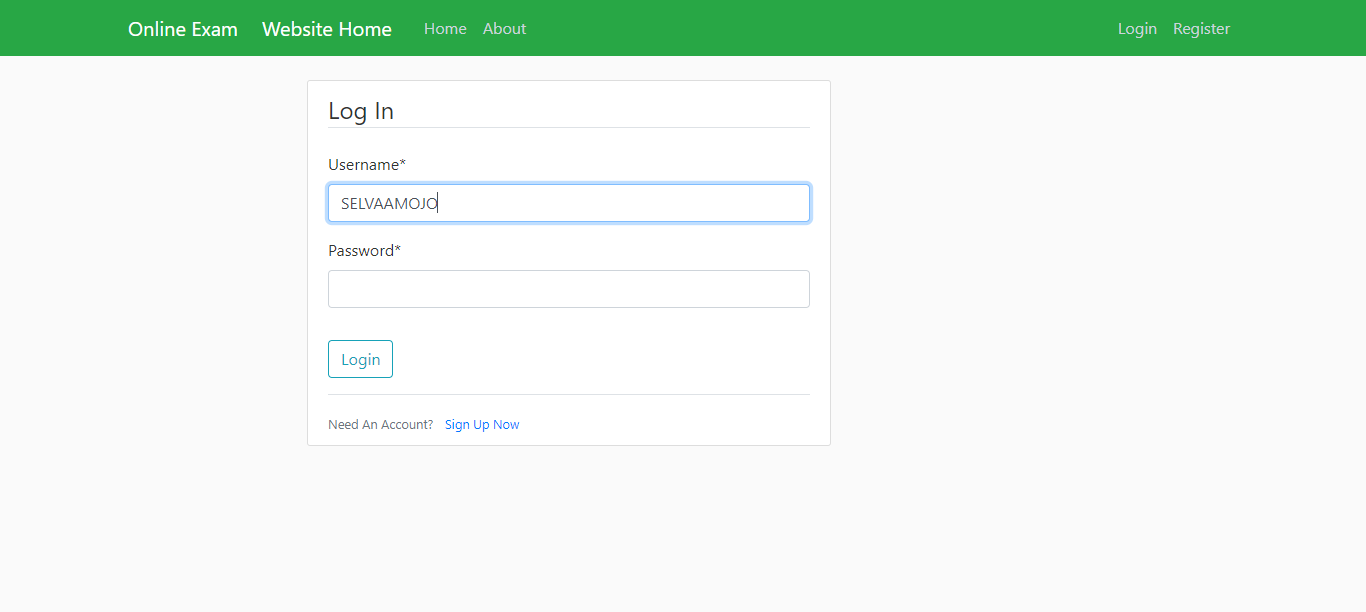 Online Exam Website Home Home About Login Register
Log In
Username*
SELVAAMOJO
Password*
Login
Need An Account? Sign Up Now